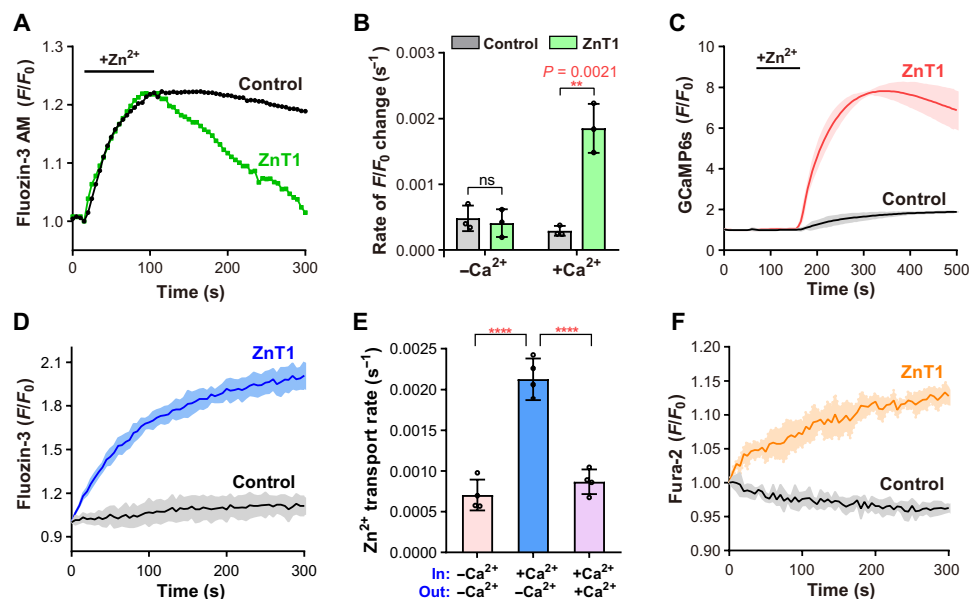 A
+Zn²⁺
Control
ZnT1
Fluozin-3 AM (F/F₀)
1.2
1.1
1.0
0
100
200
300
Time (s)
B
Control
ZnT1
P = 0.0021
**
ns
Rate of F/F₀ change (s⁻¹)
0.003
0.002
0.001
0.000
−Ca²⁺
+Ca²⁺
C
+Zn²⁺
ZnT1
Control
GCaMP6s (F/F₀)
10
8
6
4
2
0
0
100
200
300
400
500
Time (s)
D
ZnT1
Control
Fluozin-3 (F/F₀)
2.1
1.8
1.5
1.2
0.9
0
100
200
300
Time (s)
E
****
****
Zn²⁺ transport rate (s⁻¹)
0.0025
0.0020
0.0015
0.0010
0.0005
0.0000
In: −Ca²⁺ +Ca²⁺ +Ca²⁺
Out: −Ca²⁺ −Ca²⁺ +Ca²⁺
F
ZnT1
Control
Fura-2 (F/F₀)
1.20
1.15
1.10
1.05
1.00
0.95
0.90
0
100
200
300
Time (s)